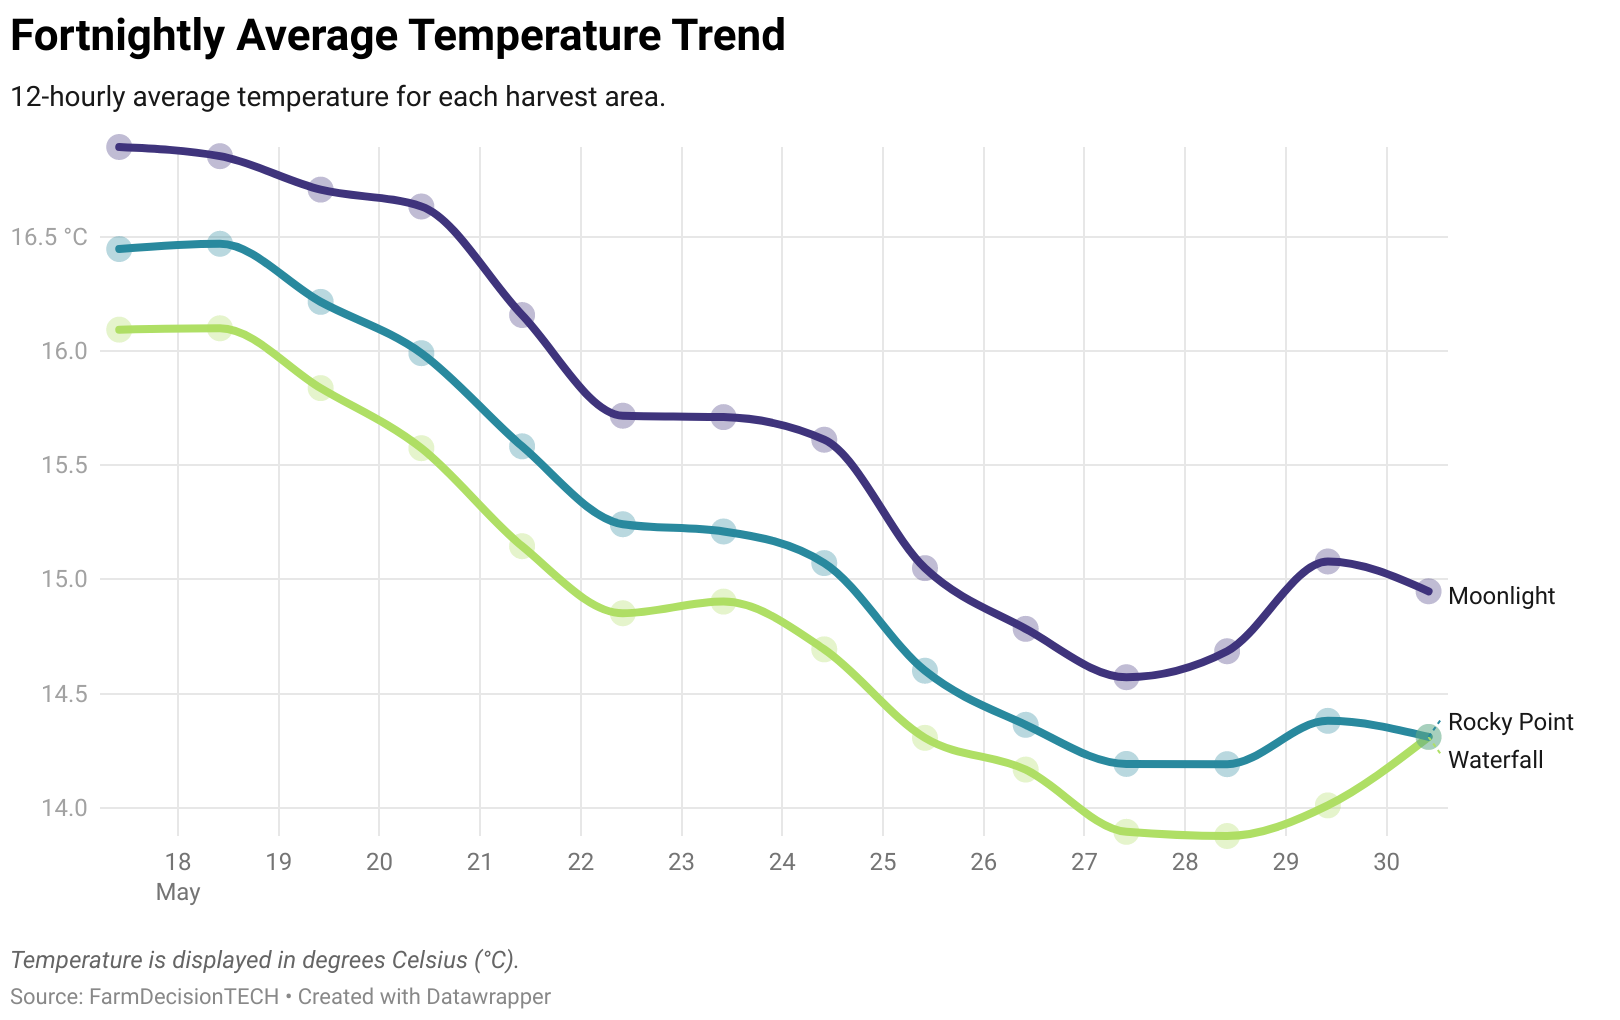 Fortnightly Average Temperature Trend
12-hourly average temperature for each harvest area.
16.5 °C
16.0
15.5
15.0
14.5
14.0
Moonlight
Rocky Point
Waterfall
18 19 20 21 22 23 24 25 26 27 28 29 30
May
Temperature is displayed in degrees Celsius (°C).
Source: FarmDecisionTECH • Created with Datawrapper